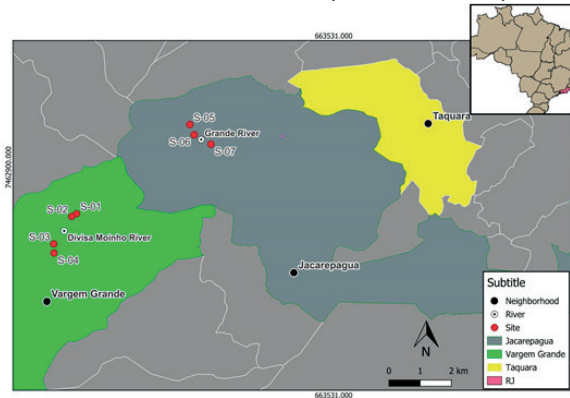 663531.000
7462900.000
Taquara
S-05
S-06
Grande River
S-07
S-02
S-01
Divisa Moinho River
S-03
S-04
Jacarepagua
Vargem Grande
N
0 1 2 km
Subtitle
Neighborhood
River
Site
Jacarepagua
Vargem Grande
Taquara
RJ
663531.000